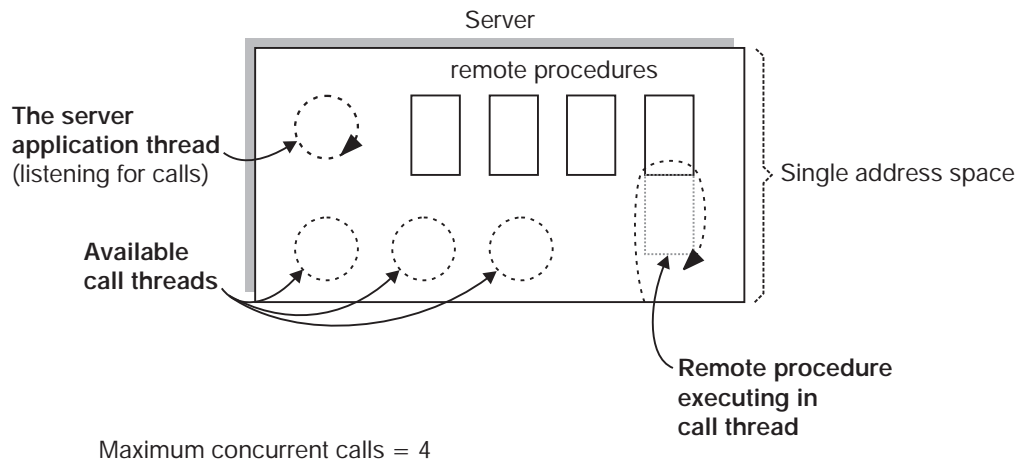 Server
remote procedures
The server
application thread
(listening for calls)
Single address space
Available
call threads
Remote procedure
executing in
call thread
Maximum concurrent calls = 4